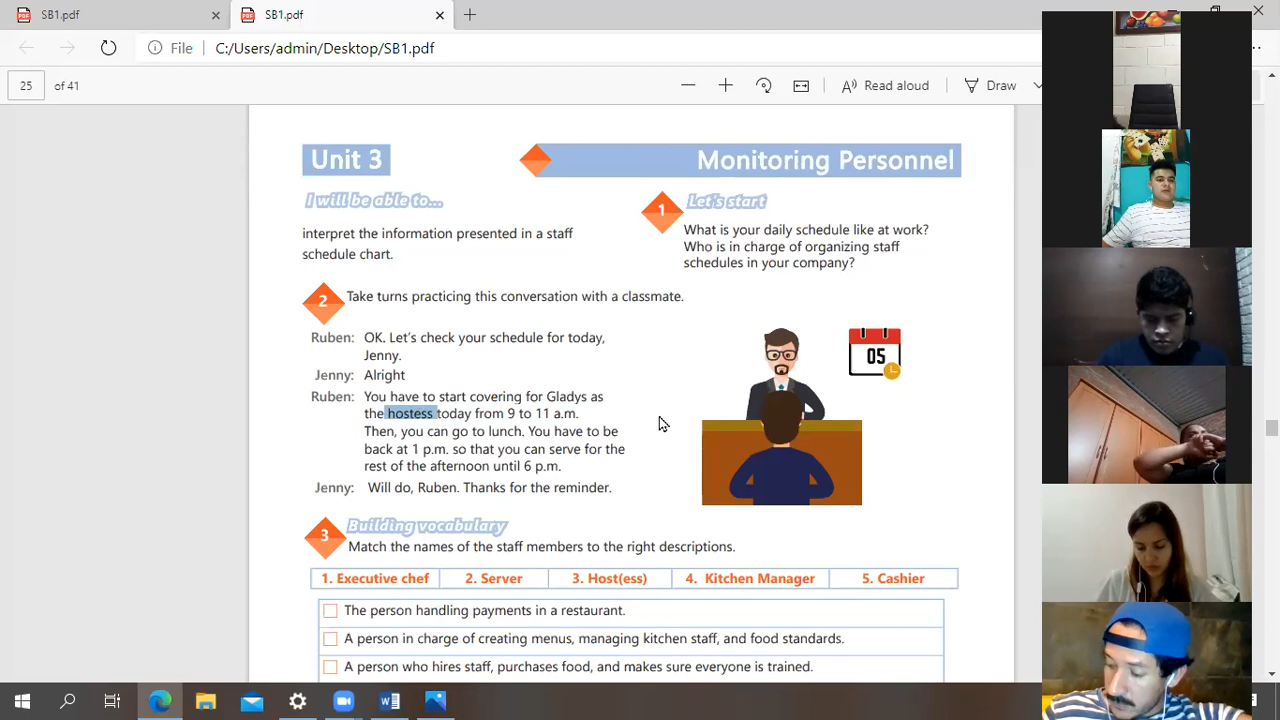 SB1.pdf
SB1.pdf
File
C:/Users/admin/Desktop/SB1.pdf
25
of 41
Read aloud
Draw
Unit 3
Monitoring Personnel
I will be able to...
interpret the information presented in a staff
schedule chart.
1
Let's start
What is your daily schedule like at work?
Who is in charge of organizing staff
schedules in your company?
2
Take turns practicing this conversation with a classmate.
Ruben: OK. Let's check your schedule for today,
Jenny.
Jenny: Alright
Ruben: You have to start covering for Gladys as
the hostess today from 9 to 11 a.m.
Then, you can go to lunch. You have to be
back at 1 p.m. so that you can serve for the
rest of the afternoon until 6 p.m.
Jenny: Will do, Ruben. Thanks for the reminder.
05
3
Building vocabulary
Match the names of the staff members to the right descriptions.
1. Executive chef
2. Server
3. Host(ess)
4. Kitchen Manager
5. Cashier
The person handling payments in a restaurant.
A person in charge of creating menus, managing kitchen staff, and food standards.
A person who hires staff, purchases food, and makes sure everyone is trained.